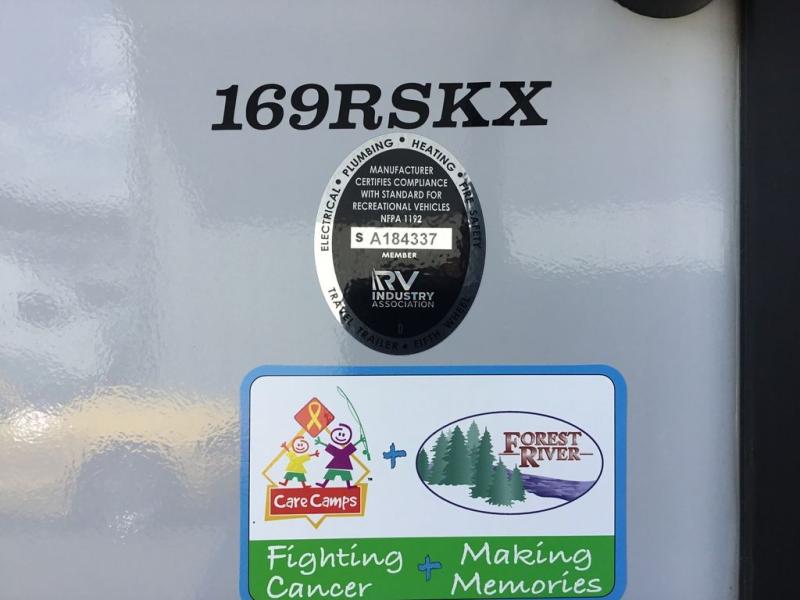 169RSKX
ELECTRICAL • PLUMBING • HEATING • FIRE SAFETY
MANUFACTURER
CERTIFIES COMPLIANCE
WITH STANDARD FOR
RECREATIONAL VEHICLES
NFPA 1192
S A184337
MEMBER
RV
INDUSTRY
ASSOCIATION
TRAVEL TRAILER • FIFTH WHEEL
Care Camps™
+
FOREST
RIVER
Fighting + Making
Cancer Memories